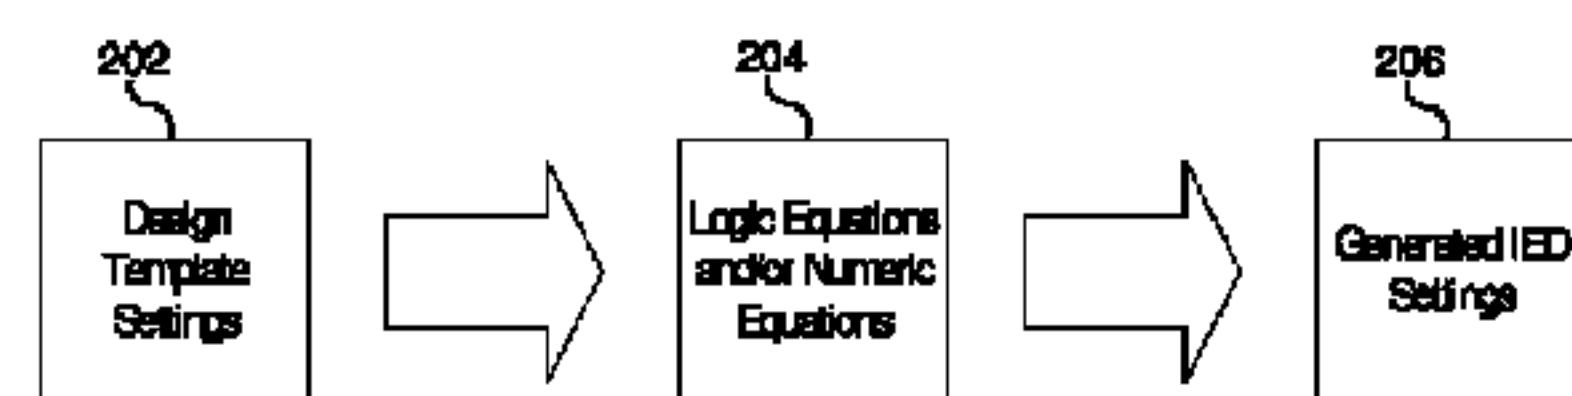 202
204
206
Design
Template
Settings
Logic Equations
and/or Numeric
Equations
Generated IED
Settings